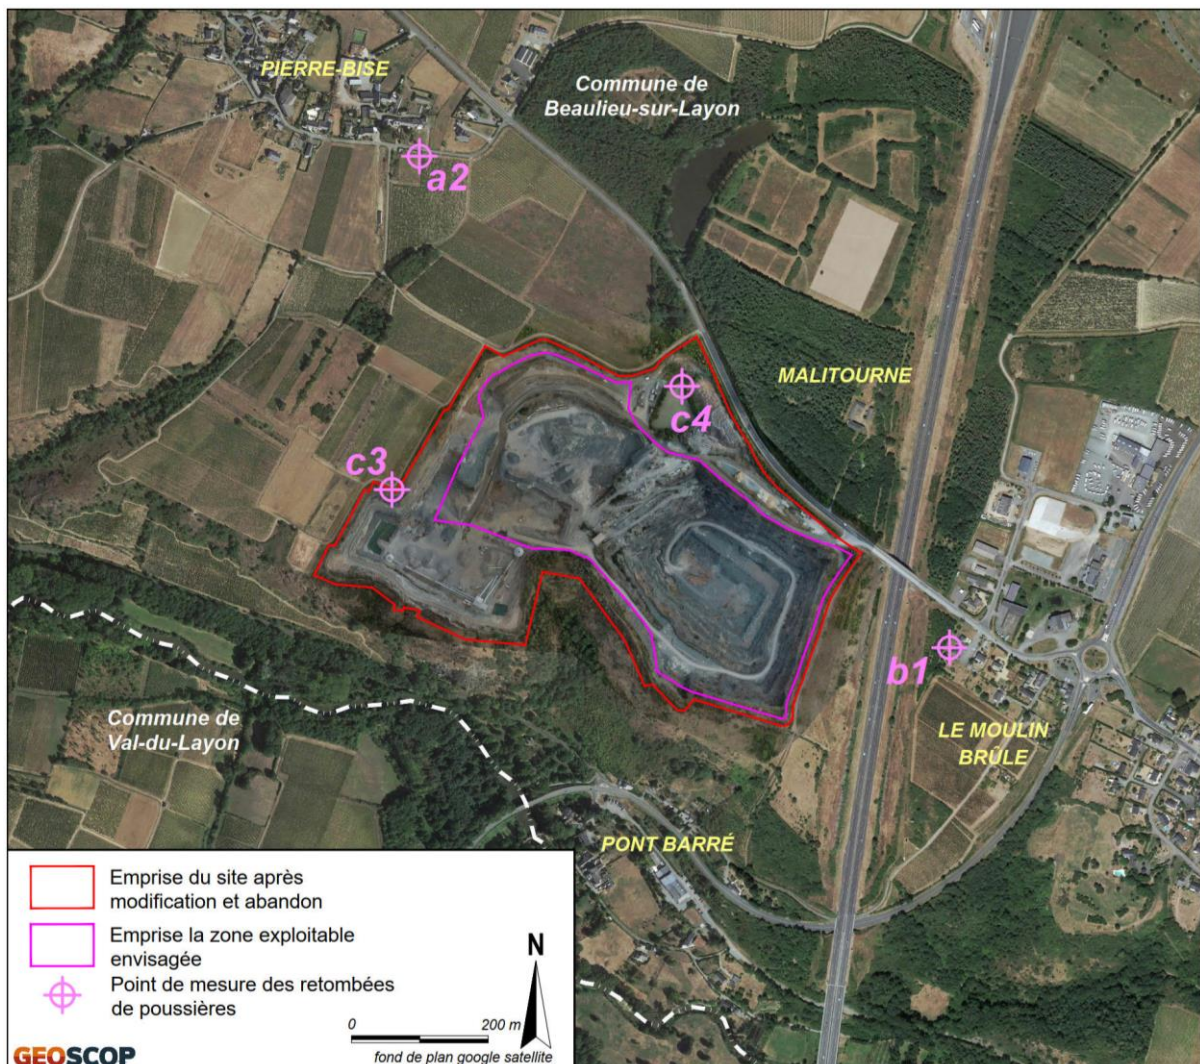 PIERRE-BISE
Commune de
Beaulieu-sur-Layon
a2
MALITOURNE
c4
c3
b1
Commune de
Val-du-Layon
LE MOULIN
BRÛLE
PONT BARRÉ
Emprise du site après
modification et abandon
Emprise la zone exploitable
envisagée
Point de mesure des retombées
de poussières
N
0 200 m
fond de plan google satellite
GEOSCOP